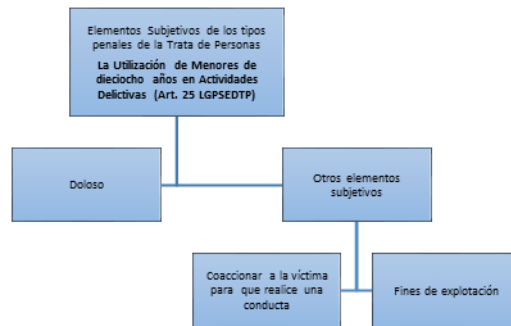 Elementos Subjetivos de los tipos
penales de la Trata de Personas
La Utilización de Menores de
dieciocho años en Actividades
Delictivas (Art. 25 LGPSEDTP)
Doloso
Otros elementos
subjetivos
Coaccionar a la víctima
para que realice una
conducta
Fines de explotación